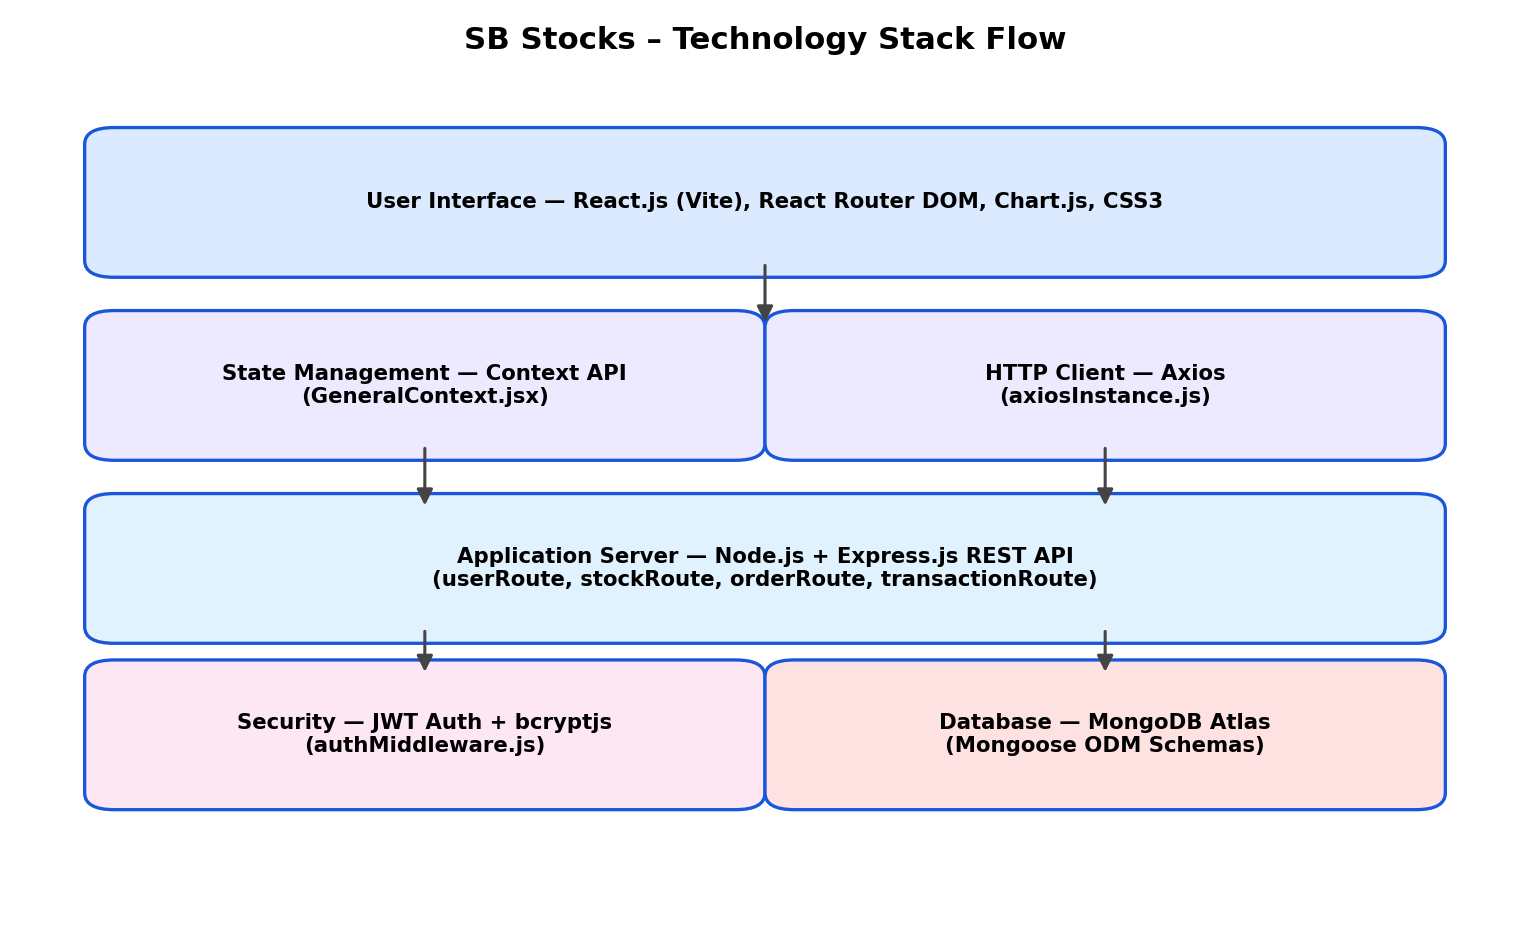 SB Stocks – Technology Stack Flow
User Interface — React.js (Vite), React Router DOM, Chart.js, CSS3
State Management — Context API
(GeneralContext.jsx)
HTTP Client — Axios
(axiosInstance.js)
Application Server — Node.js + Express.js REST API
(userRoute, stockRoute, orderRoute, transactionRoute)
Security — JWT Auth + bcryptjs
(authMiddleware.js)
Database — MongoDB Atlas
(Mongoose ODM Schemas)